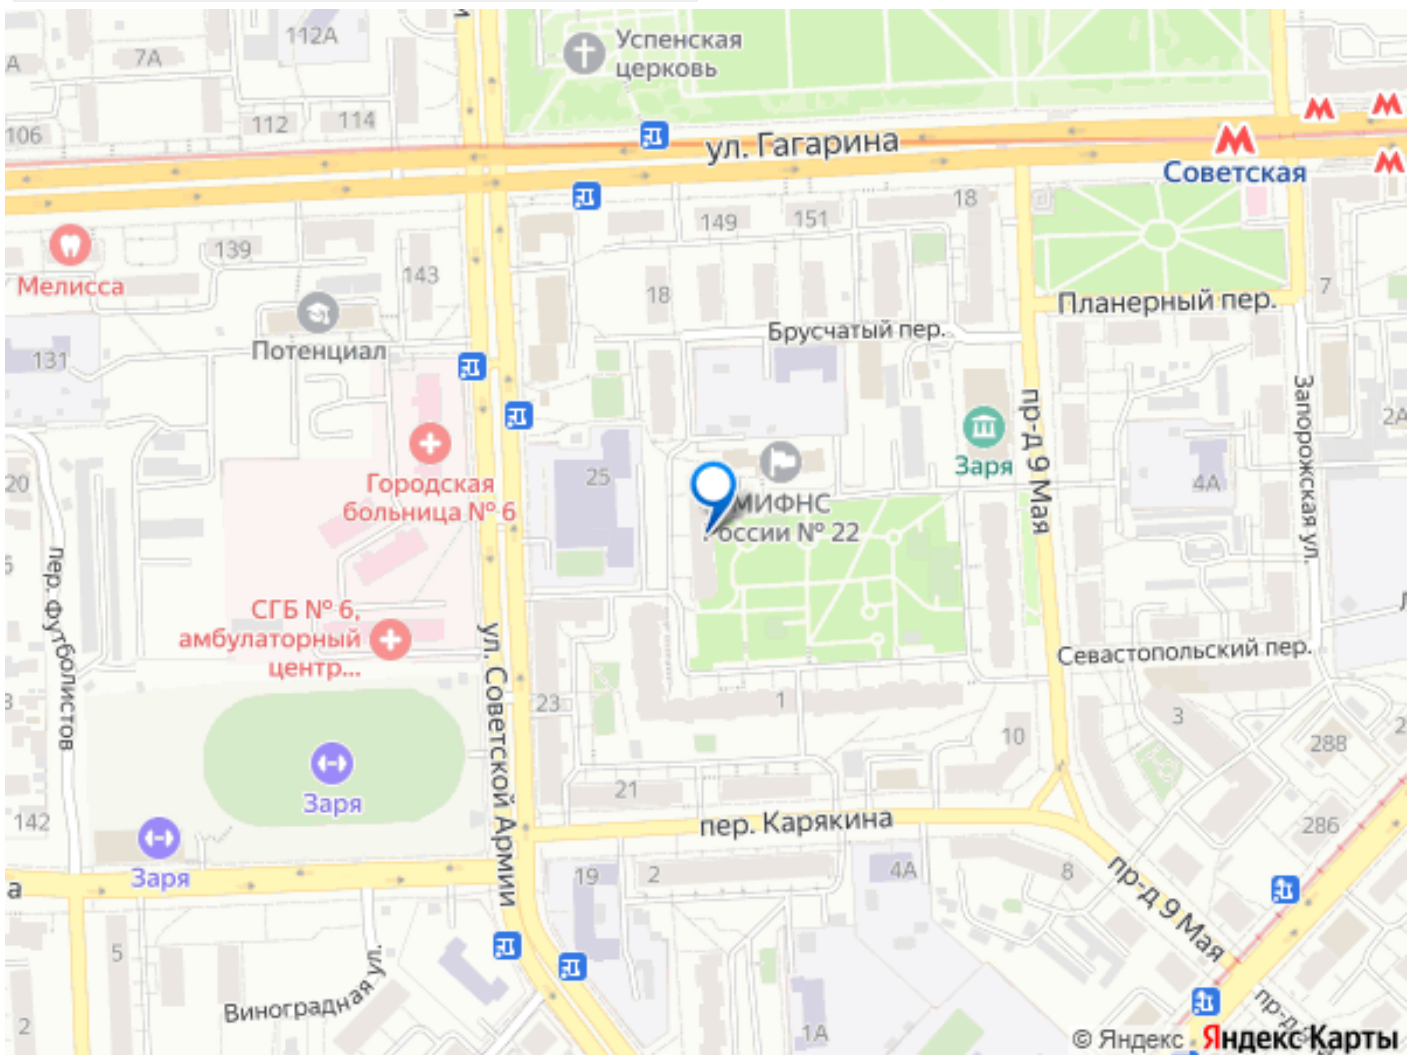 112А
7А
А
Успенская
церковь
106
112
114
ул. Гагарина
Советская
18
149
151
139
143
Мелисса
18
7
Планерный пер.
Брусчатый пер.
Потенциал
131
Запорожская ул.
пр-д 9 Мая
2А
Заря
25
Городская
больница № 6
20
4А
МИФНС
России № 22
пер. Футболистов
СГБ № 6,
амбулаторный
центр...
ул. Советской Армии
Севастопольский пер.
23
1
3
10
288
Заря
21
142
пер. Карякина
286
Заря
а
19
2
4А
8
пр-д 9 Мая
5
Виноградная ул.
2
1А
пр-д
© Яндекс Яндекс Карты